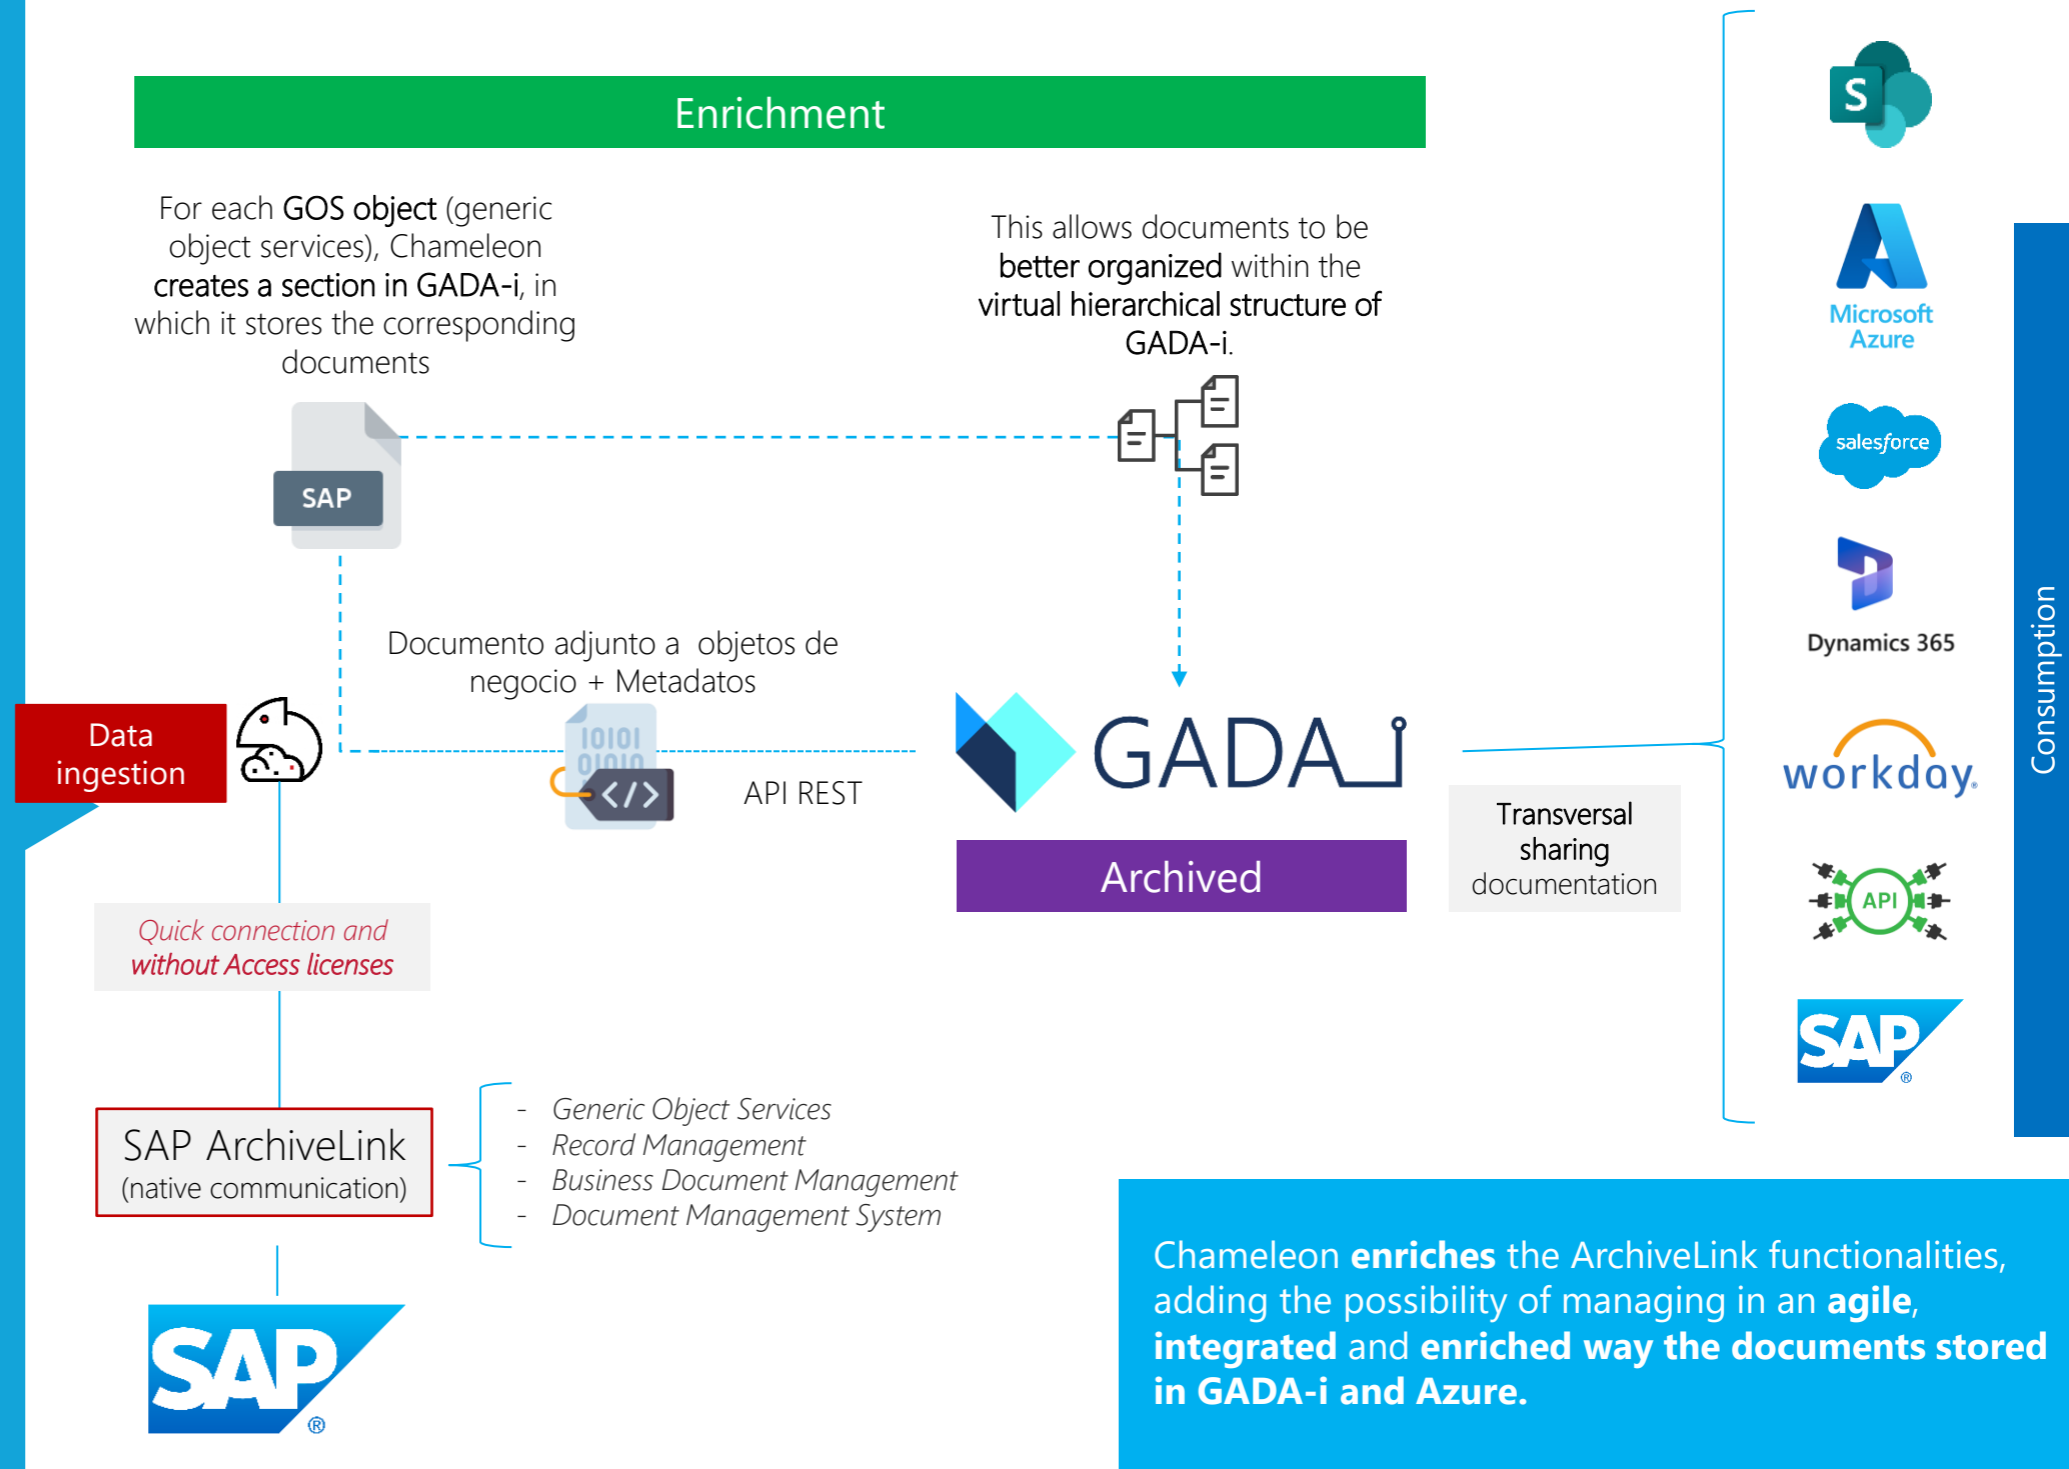 Enrichment
For each GOS object (generic
object services), Chameleon
creates a section in GADA-i, in
which it stores the corresponding
documents
This allows documents to be
better organized within the
virtual hierarchical structure of
GADA-i.
SAP
Documento adjunto a objetos de
negocio + Metadatos
10101
01010
</>
API REST
Data
ingestion
GADA_i
Archived
Transversal
sharing
documentation
Quick connection and
without Access licenses
SAP ArchiveLink
(native communication)
- Generic Object Services
- Record Management
- Business Document Management
- Document Management System
SAP
®
S
Microsoft
Azure
salesforce
Dynamics 365
workday.
API
SAP
®
Consumption
Chameleon enriches the ArchiveLink functionalities,
adding the possibility of managing in an agile,
integrated and enriched way the documents stored
in GADA-i and Azure.